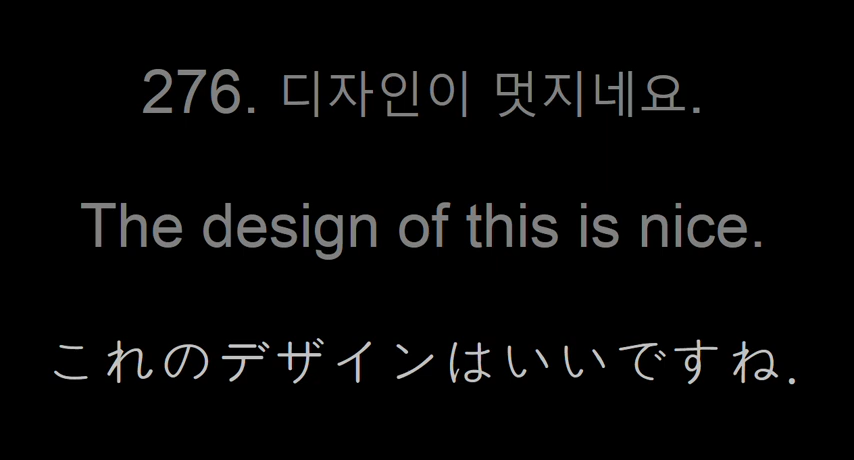 276. 디자인이 멋지네요.
The design of this is nice.
これのデザインはいいですね.